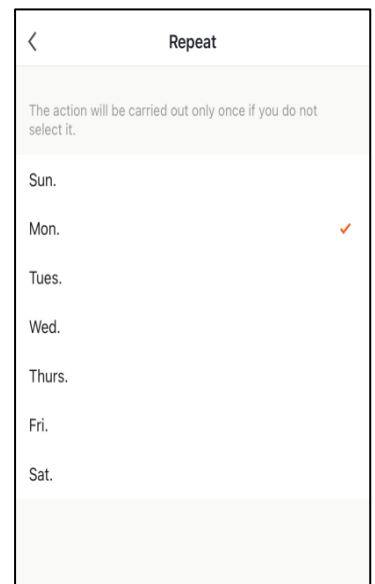 Repeat
The action will be carried out only once if you do not
select it.
Sun.
Mon.
Tues.
Wed.
Thurs.
Fri.
Sat.